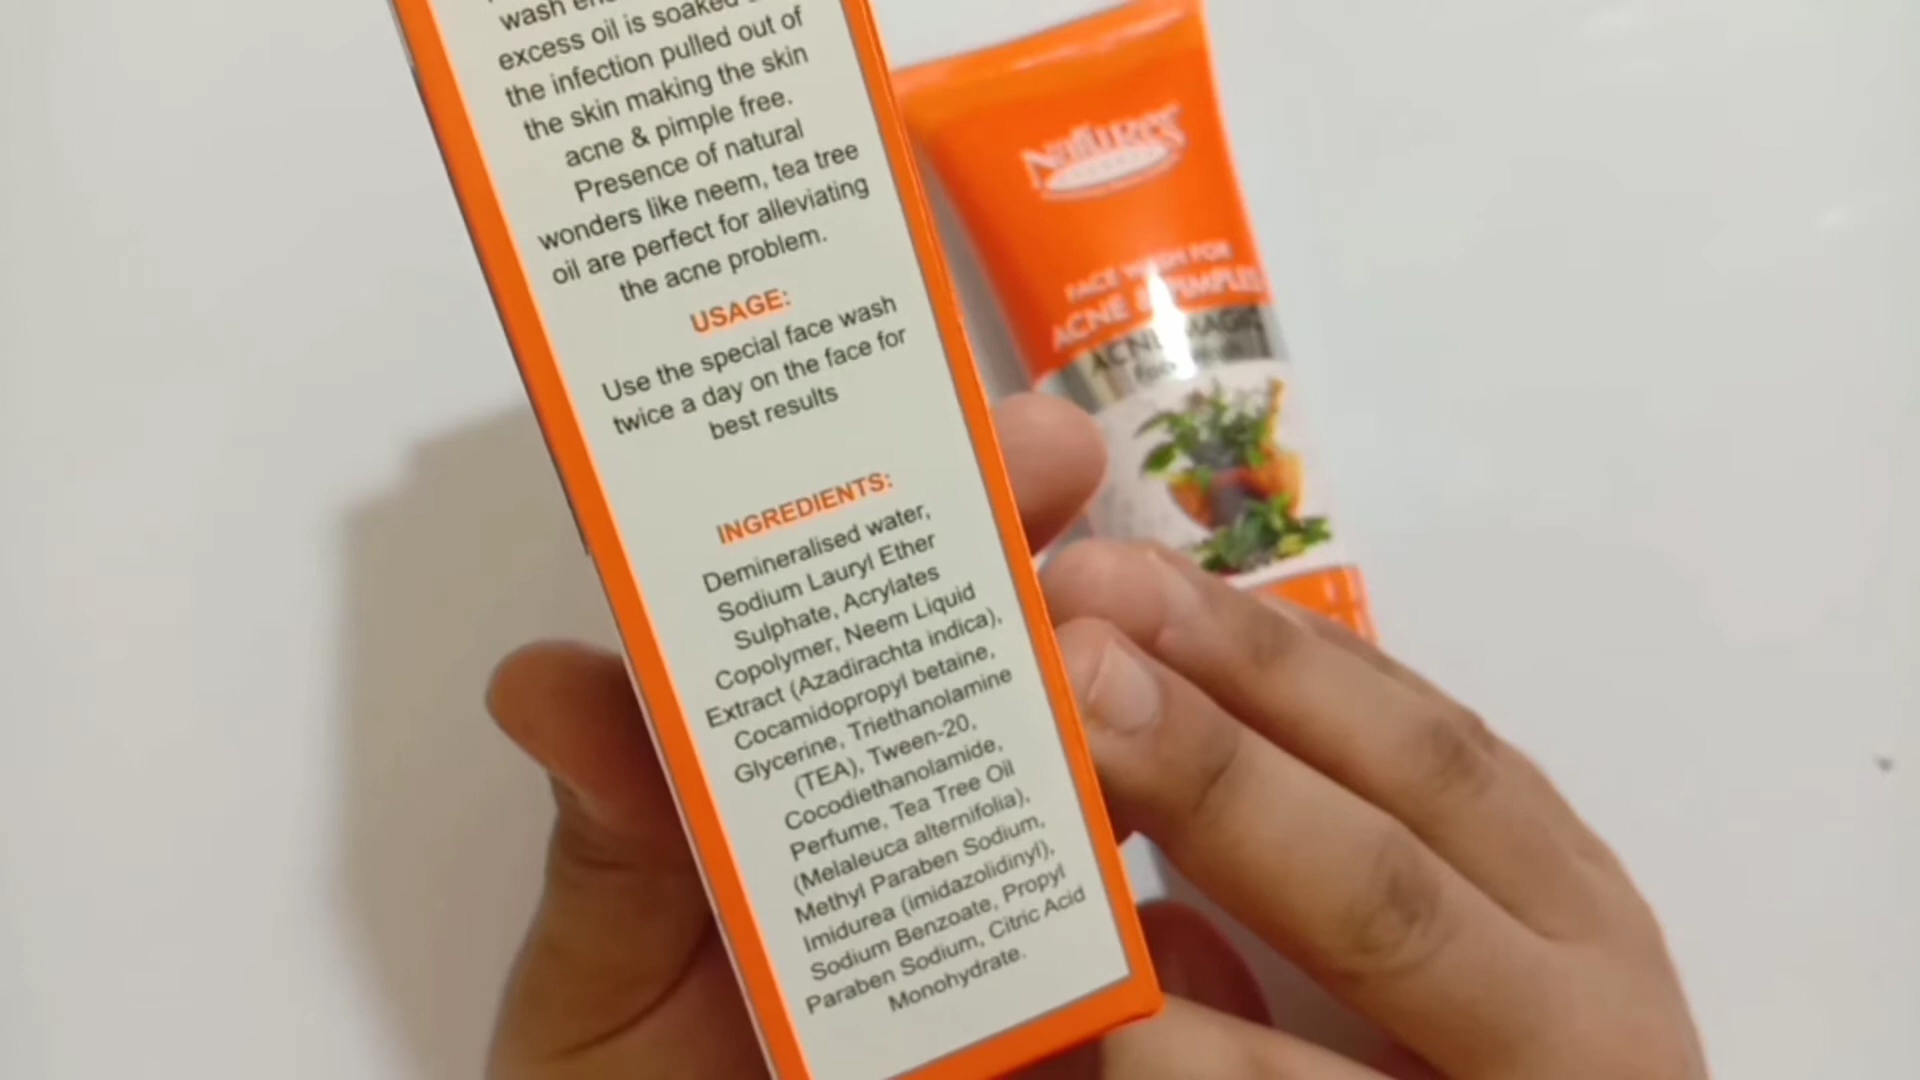 wash
excess oil is soaked
the infection pulled out of
the skin making the skin
acne & pimple free.
Presence of natural
wonders like neem, tea tree
oil are perfect for alleviating
the acne problem.
USAGE:
Use the special face wash
twice a day on the face for
best results
INGREDIENTS:
Demineralised water,
Sodium Lauryl Ether
Sulphate, Acrylates
Copolymer, Neem Liquid
Extract (Azadirachta indica),
Cocamidopropyl betaine,
Glycerine, Triethanolamine
(TEA), Tween-20,
Cocodiethanolamide,
Perfume, Tea Tree Oil
(Melaleuca alternifolia),
Methyl Paraben Sodium,
Imidurea (imidazolidinyl),
Sodium Benzoate, Propyl
Paraben Sodium, Citric Acid
Monohydrate.
FACE WASH FOR
ACNE & PIMPLES
ACNE MAGIC